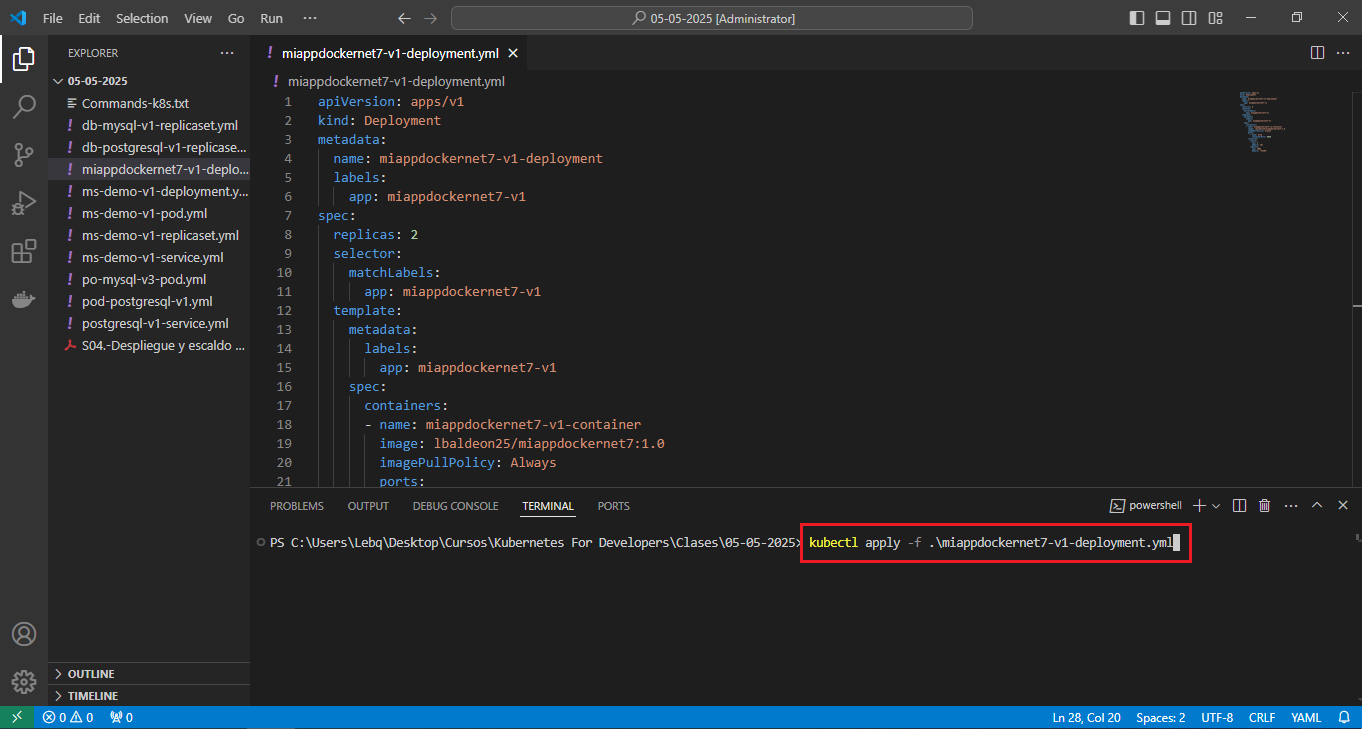 File Edit Selection View Go Run ··· 05-05-2025 [Administrator]
EXPLORER ···
05-05-2025
Commands-k8s.txt
! db-mysql-v1-replicaset.yml
! db-postgresql-v1-replicase...
! miappdockernet7-v1-deplo...
! ms-demo-v1-deployment.y...
! ms-demo-v1-pod.yml
! ms-demo-v1-replicaset.yml
! ms-demo-v1-service.yml
! po-mysql-v3-pod.yml
! pod-postgresql-v1.yml
! postgresql-v1-service.yml
S04.-Despliegue y escaldo ...
OUTLINE
TIMELINE
! miappdockernet7-v1-deployment.yml
! miappdockernet7-v1-deployment.yml
1 apiVersion: apps/v1
2 kind: Deployment
3 metadata:
4 name: miappdockernet7-v1-deployment
5 labels:
6 app: miappdockernet7-v1
7 spec:
8 replicas: 2
9 selector:
10 matchLabels:
11 app: miappdockernet7-v1
12 template:
13 metadata:
14 labels:
15 app: miappdockernet7-v1
16 spec:
17 containers:
18 - name: miappdockernet7-v1-container
19 image: lbaldeon25/miappdockernet7:1.0
20 imagePullPolicy: Always
21 ports:
PROBLEMS OUTPUT DEBUG CONSOLE TERMINAL PORTS powershell
PS C:\Users\Lebq\Desktop\Cursos\Kubernetes For Developers\Clases\05-05-2025> kubectl apply -f .\miappdockernet7-v1-deployment.yml
0 0 0 Ln 28, Col 20 Spaces: 2 UTF-8 CRLF YAML